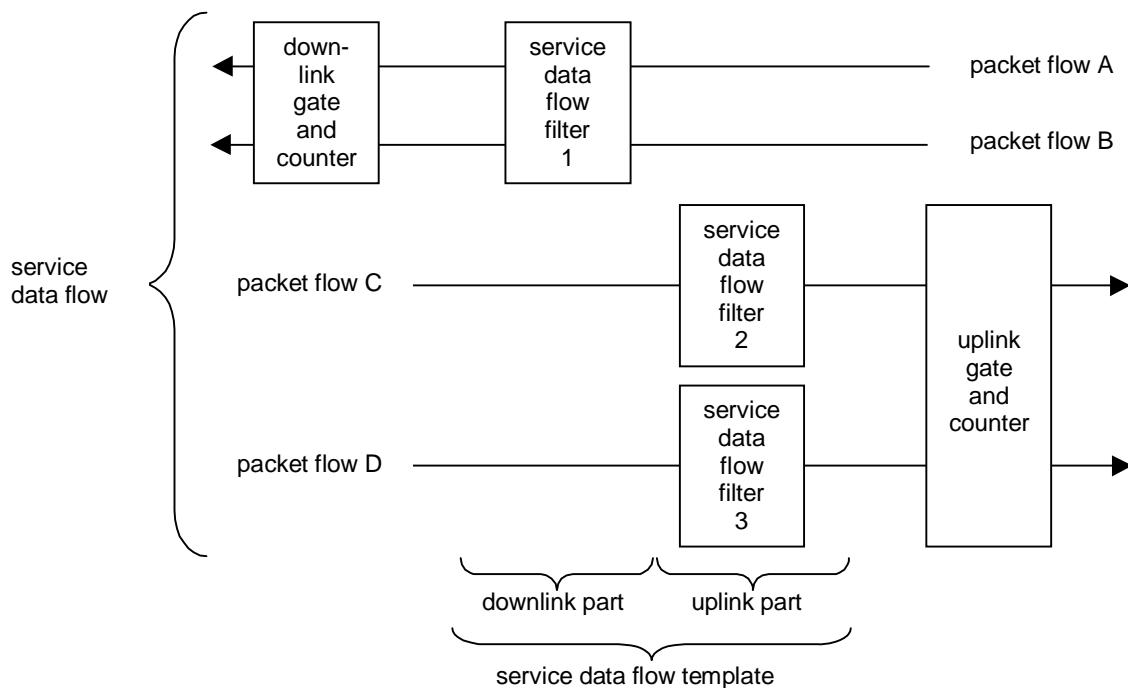 down-
link
gate
and
counter
service
data
flow
filter
1
packet flow A
packet flow B
service
data flow
packet flow C
service
data
flow
filter
2
uplink
gate
and
counter
packet flow D
service
data
flow
filter
3
downlink part
uplink part
service data flow template